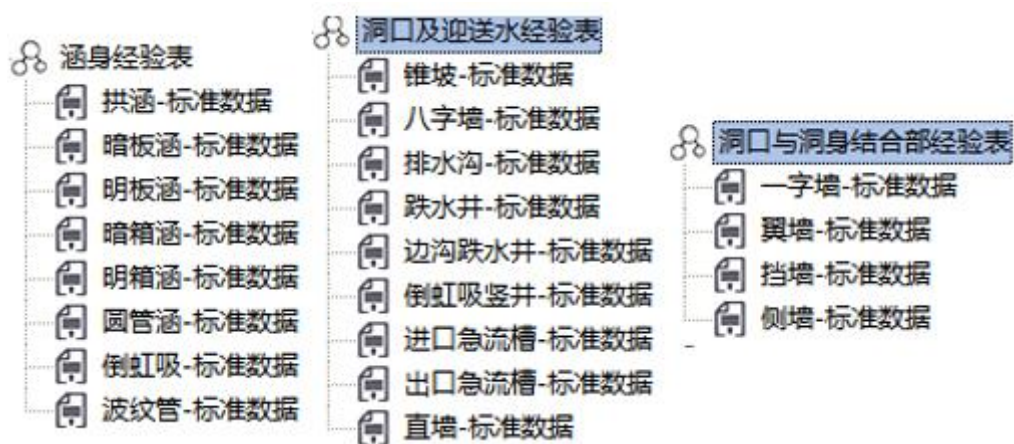 涵身经验表
拱涵-标准数据
暗板涵-标准数据
明板涵-标准数据
暗箱涵-标准数据
明箱涵-标准数据
圆管涵-标准数据
倒虹吸-标准数据
波纹管-标准数据
洞口及迎送水经验表
锥坡-标准数据
八字墙-标准数据
排水沟-标准数据
跌水井-标准数据
边沟跌水井-标准数据
倒虹吸竖井-标准数据
进口急流槽-标准数据
出口急流槽-标准数据
直墙-标准数据
洞口与洞身结合部经验表
一字墙-标准数据
翼墙-标准数据
挡墙-标准数据
侧墙-标准数据